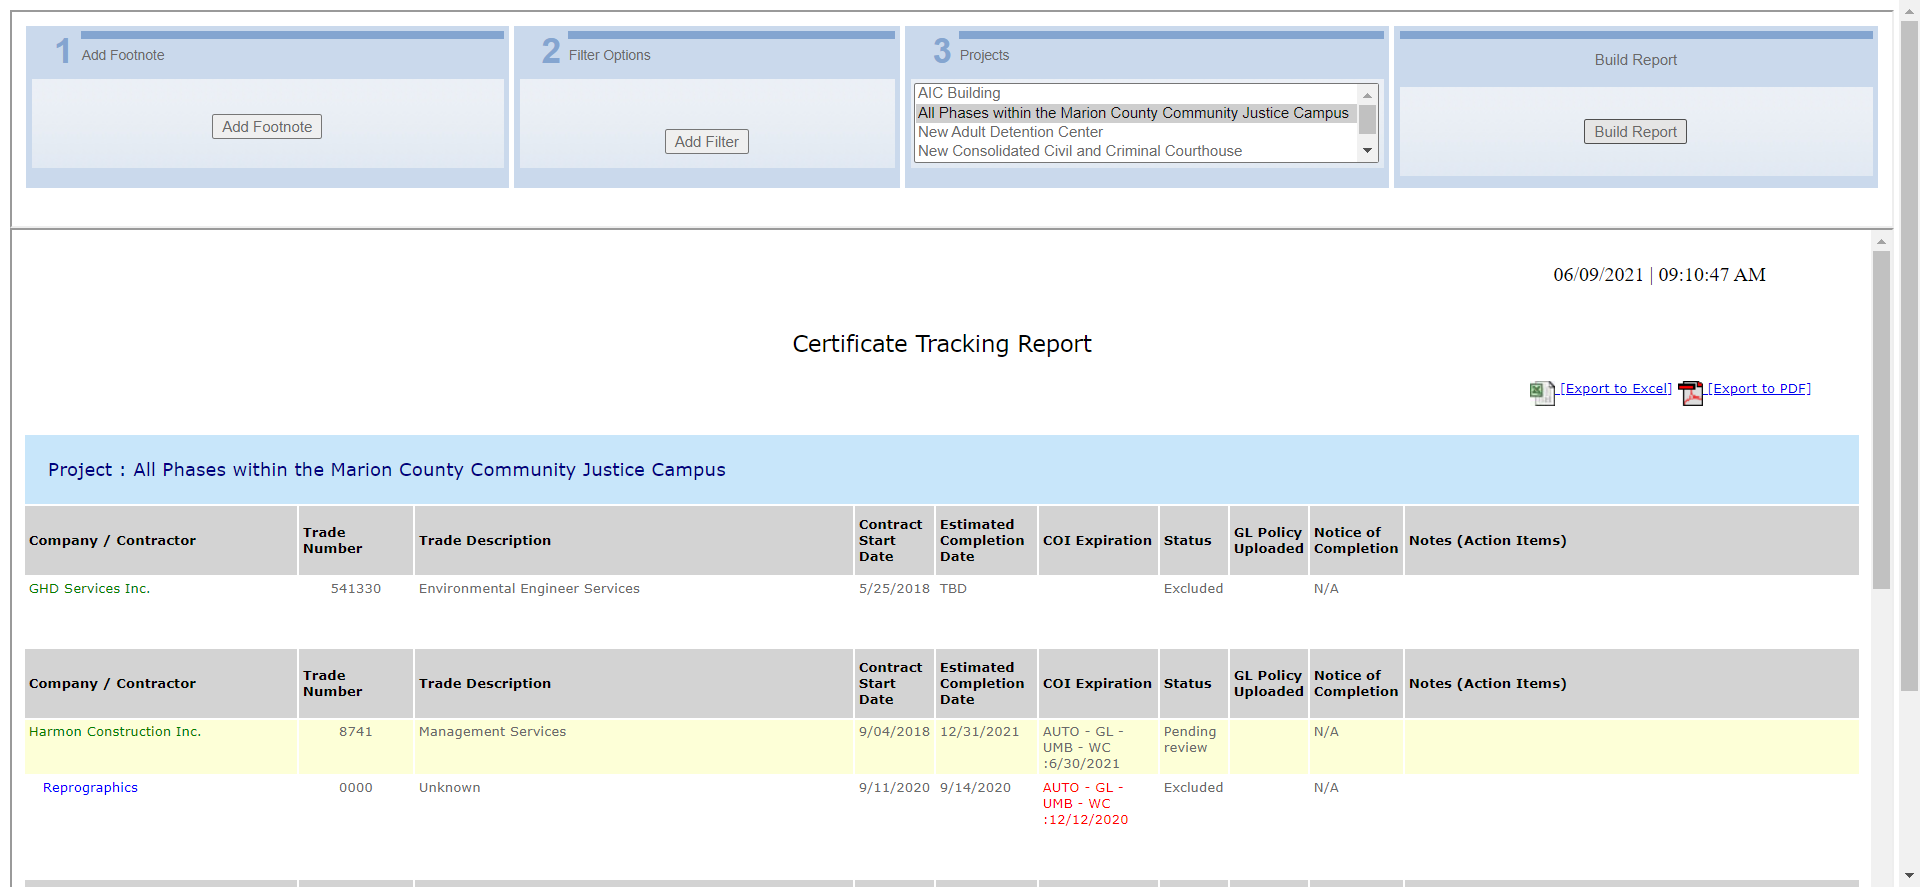 1 Add Footnote
Add Footnote
2 Filter Options
Add Filter
3 Projects
AIC Building
All Phases within the Marion County Community Justice Campus
New Adult Detention Center
New Consolidated Civil and Criminal Courthouse
Build Report
Build Report
06/09/2021 | 09:10:47 AM
Certificate Tracking Report
[Export to Excel] [Export to PDF]
Project : All Phases within the Marion County Community Justice Campus
Company / Contractor
Trade
Number
Trade Description
Contract
Start
Date
Estimated
Completion
Date
COI Expiration
Status
GL Policy
Uploaded
Notice of
Completion
Notes (Action Items)
GHD Services Inc. 541330 Environmental Engineer Services 5/25/2018 TBD Excluded N/A
Company / Contractor
Trade
Number
Trade Description
Contract
Start
Date
Estimated
Completion
Date
COI Expiration
Status
GL Policy
Uploaded
Notice of
Completion
Notes (Action Items)
Harmon Construction Inc. 8741 Management Services 9/04/2018 12/31/2021
AUTO - GL -
UMB - WC
:6/30/2021
Pending
review
N/A
Reprographics 0000 Unknown 9/11/2020 9/14/2020
AUTO - GL -
UMB - WC
:12/12/2020
Excluded N/A